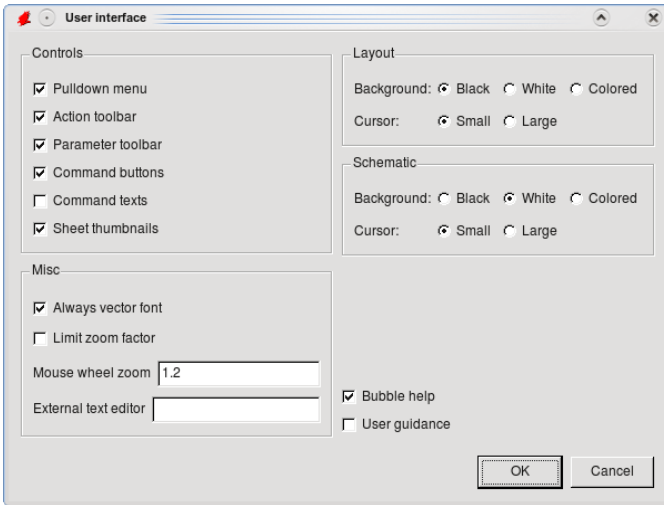 User interface
Controls
Pulldown menu
Action toolbar
Parameter toolbar
Command buttons
Command texts
Sheet thumbnails
Misc
Always vector font
Limit zoom factor
Mouse wheel zoom 1.2
External text editor
Layout
Background: Black White Colored
Cursor: Small Large
Schematic
Background: Black White Colored
Cursor: Small Large
Bubble help
User guidance
OK Cancel